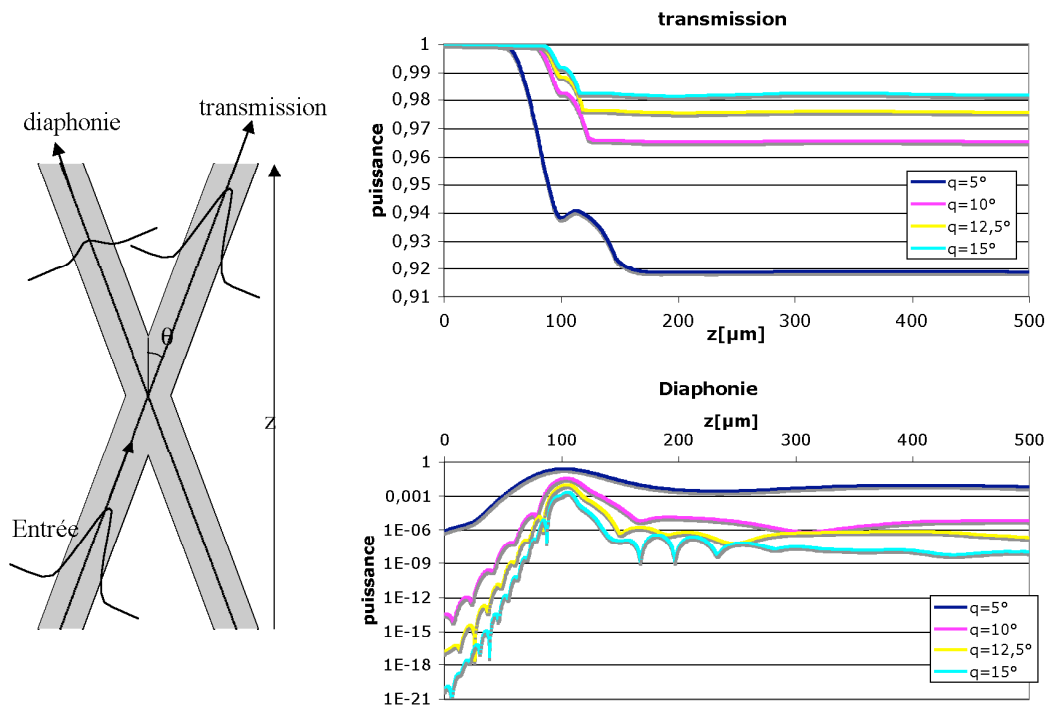 diaphonie
transmission
θ
z
Entrée
transmission
puissance
1
0,99
0,98
0,97
0,96
0,95
0,94
0,93
0,92
0,91
0 100 200 300 400 500
z[µm]
q=5°
q=10°
q=12,5°
q=15°
Diaphonie
z[µm]
0 100 200 300 400 500
puissance
1
0,001
1E-06
1E-09
1E-12
1E-15
1E-18
1E-21
q=5°
q=10°
q=12,5°
q=15°